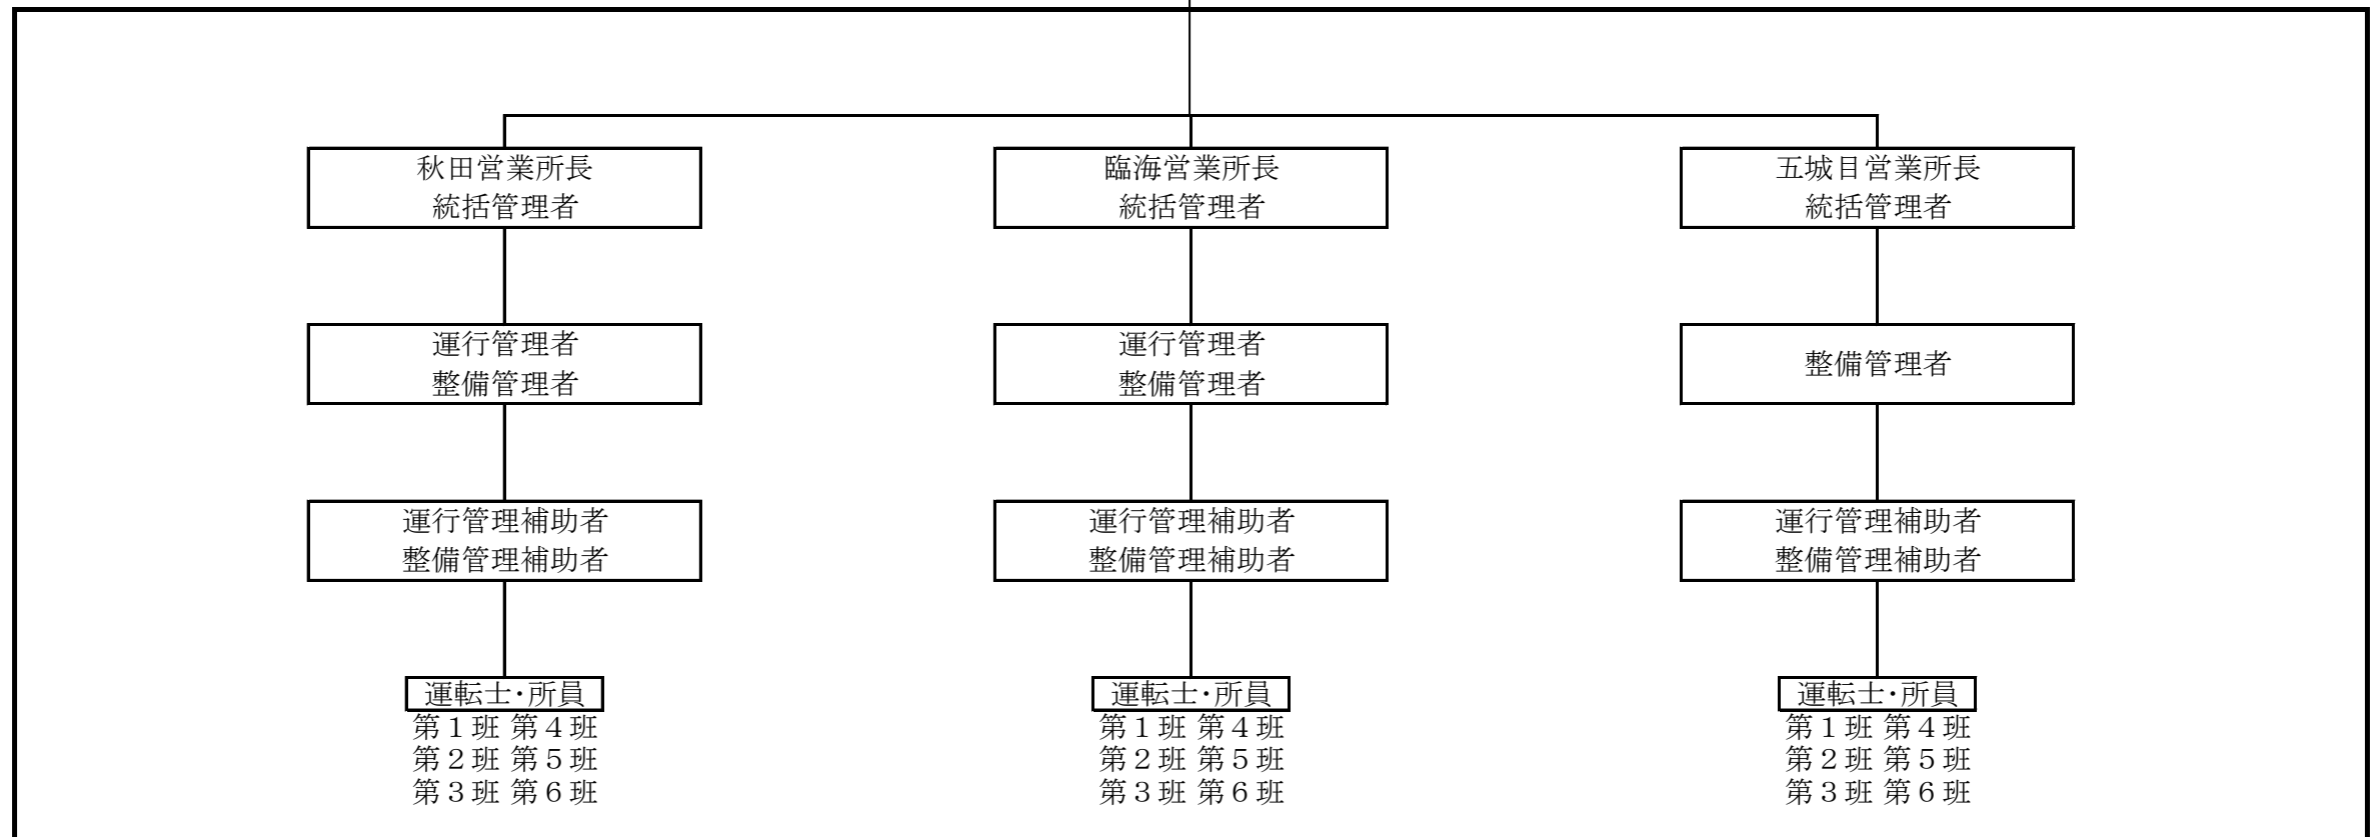 秋田営業所長
統括管理者
臨海営業所長
統括管理者
五城目営業所長
統括管理者
運行管理者
整備管理者
運行管理者
整備管理者
整備管理者
運行管理補助者
整備管理補助者
運行管理補助者
整備管理補助者
運行管理補助者
整備管理補助者
運転士・所員
第１班 第４班
第２班 第５班
第３班 第６班
運転士・所員
第１班 第４班
第２班 第５班
第３班 第６班
運転士・所員
第１班 第４班
第２班 第５班
第３班 第６班